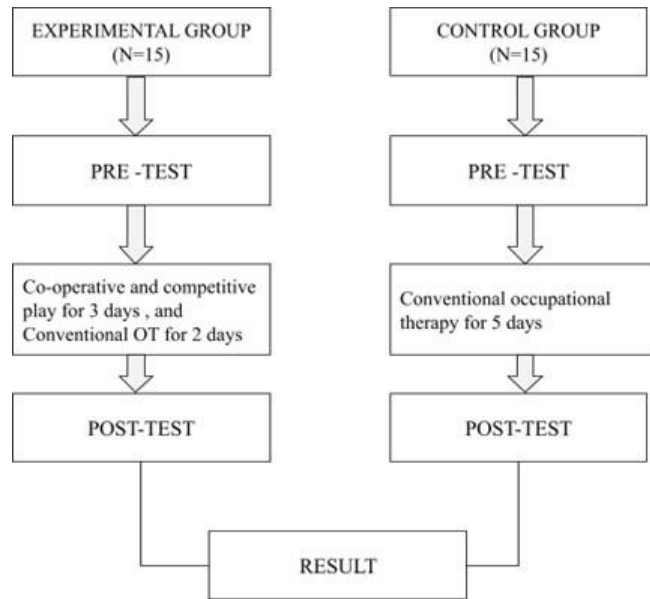 EXPERIMENTAL GROUP
(N=15)
CONTROL GROUP
(N=15)
PRE -TEST
PRE -TEST
Co-operative and competitive
play for 3 days , and
Conventional OT for 2 days
Conventional occupational
therapy for 5 days
POST-TEST
POST-TEST
RESULT